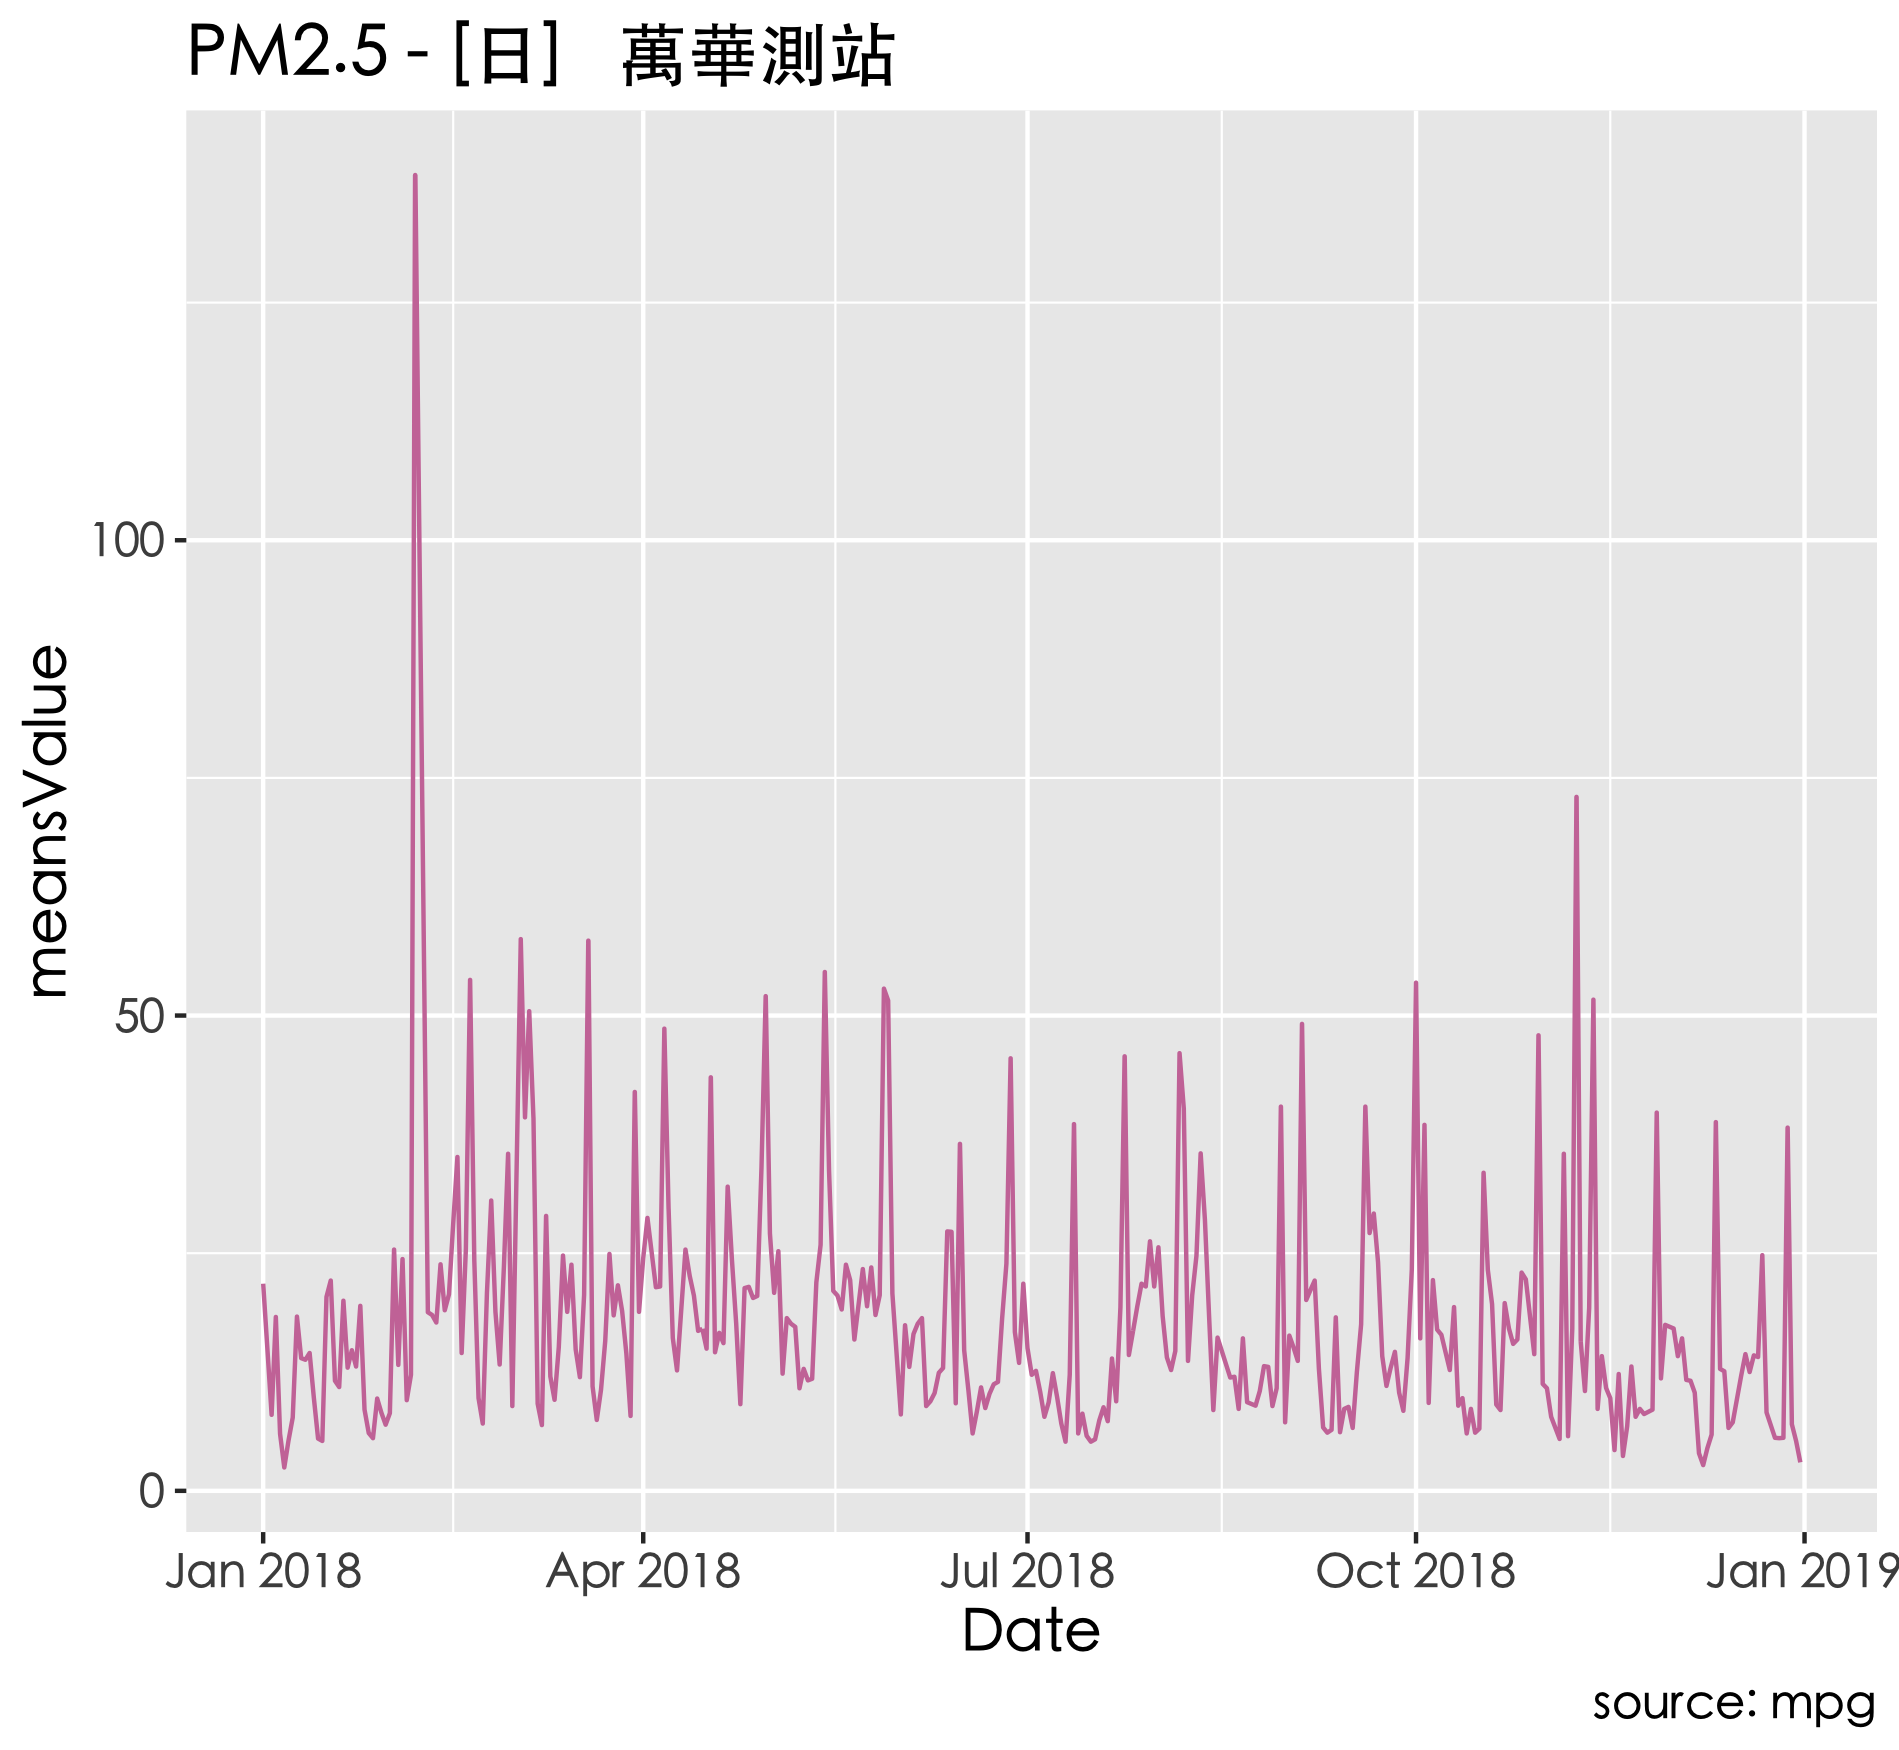 PM2.5 - [日] 萬華測站
meansValue
100
50
0
Jan 2018 Apr 2018 Jul 2018 Oct 2018 Jan 2019
Date
source: mpg